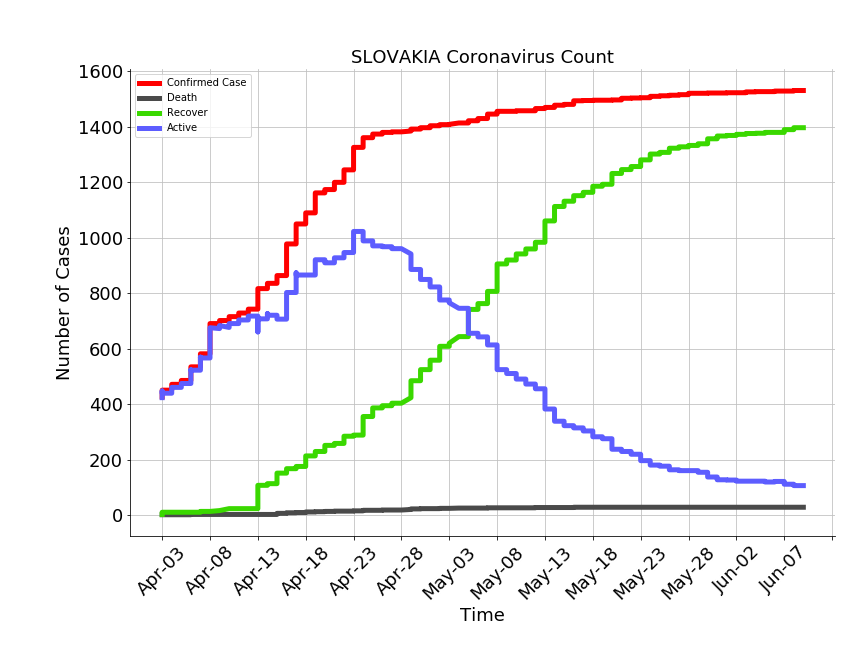 SLOVAKIA Coronavirus Count
Confirmed Case
Death
Recover
Active
Number of Cases
1600
1400
1200
1000
800
600
400
200
0
Apr-03
Apr-08
Apr-13
Apr-18
Apr-23
Apr-28
May-03
May-08
May-13
May-18
May-23
May-28
Jun-02
Jun-07
Time